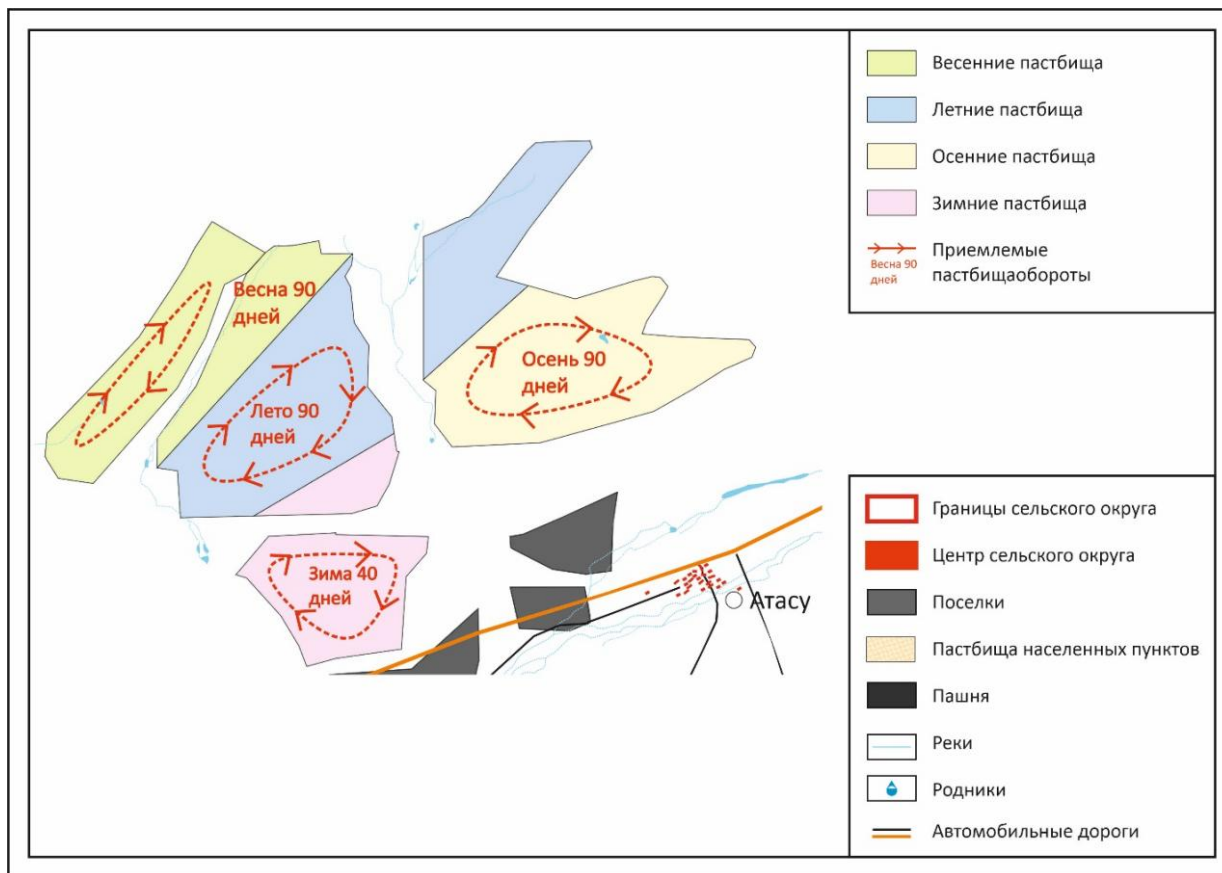 Весенние пастбища
Летние пастбища
Осенние пастбища
Зимние пастбища
Приемлемые
пастбищаобороты
Весна 90
дней
Весна 90
дней
Осень 90
дней
Лето 90
дней
Зима 40
дней
Атасу
Границы сельского округа
Центр сельского округа
Поселки
Пастбища населенных пунктов
Пашня
Реки
Родники
Автомобильные дороги